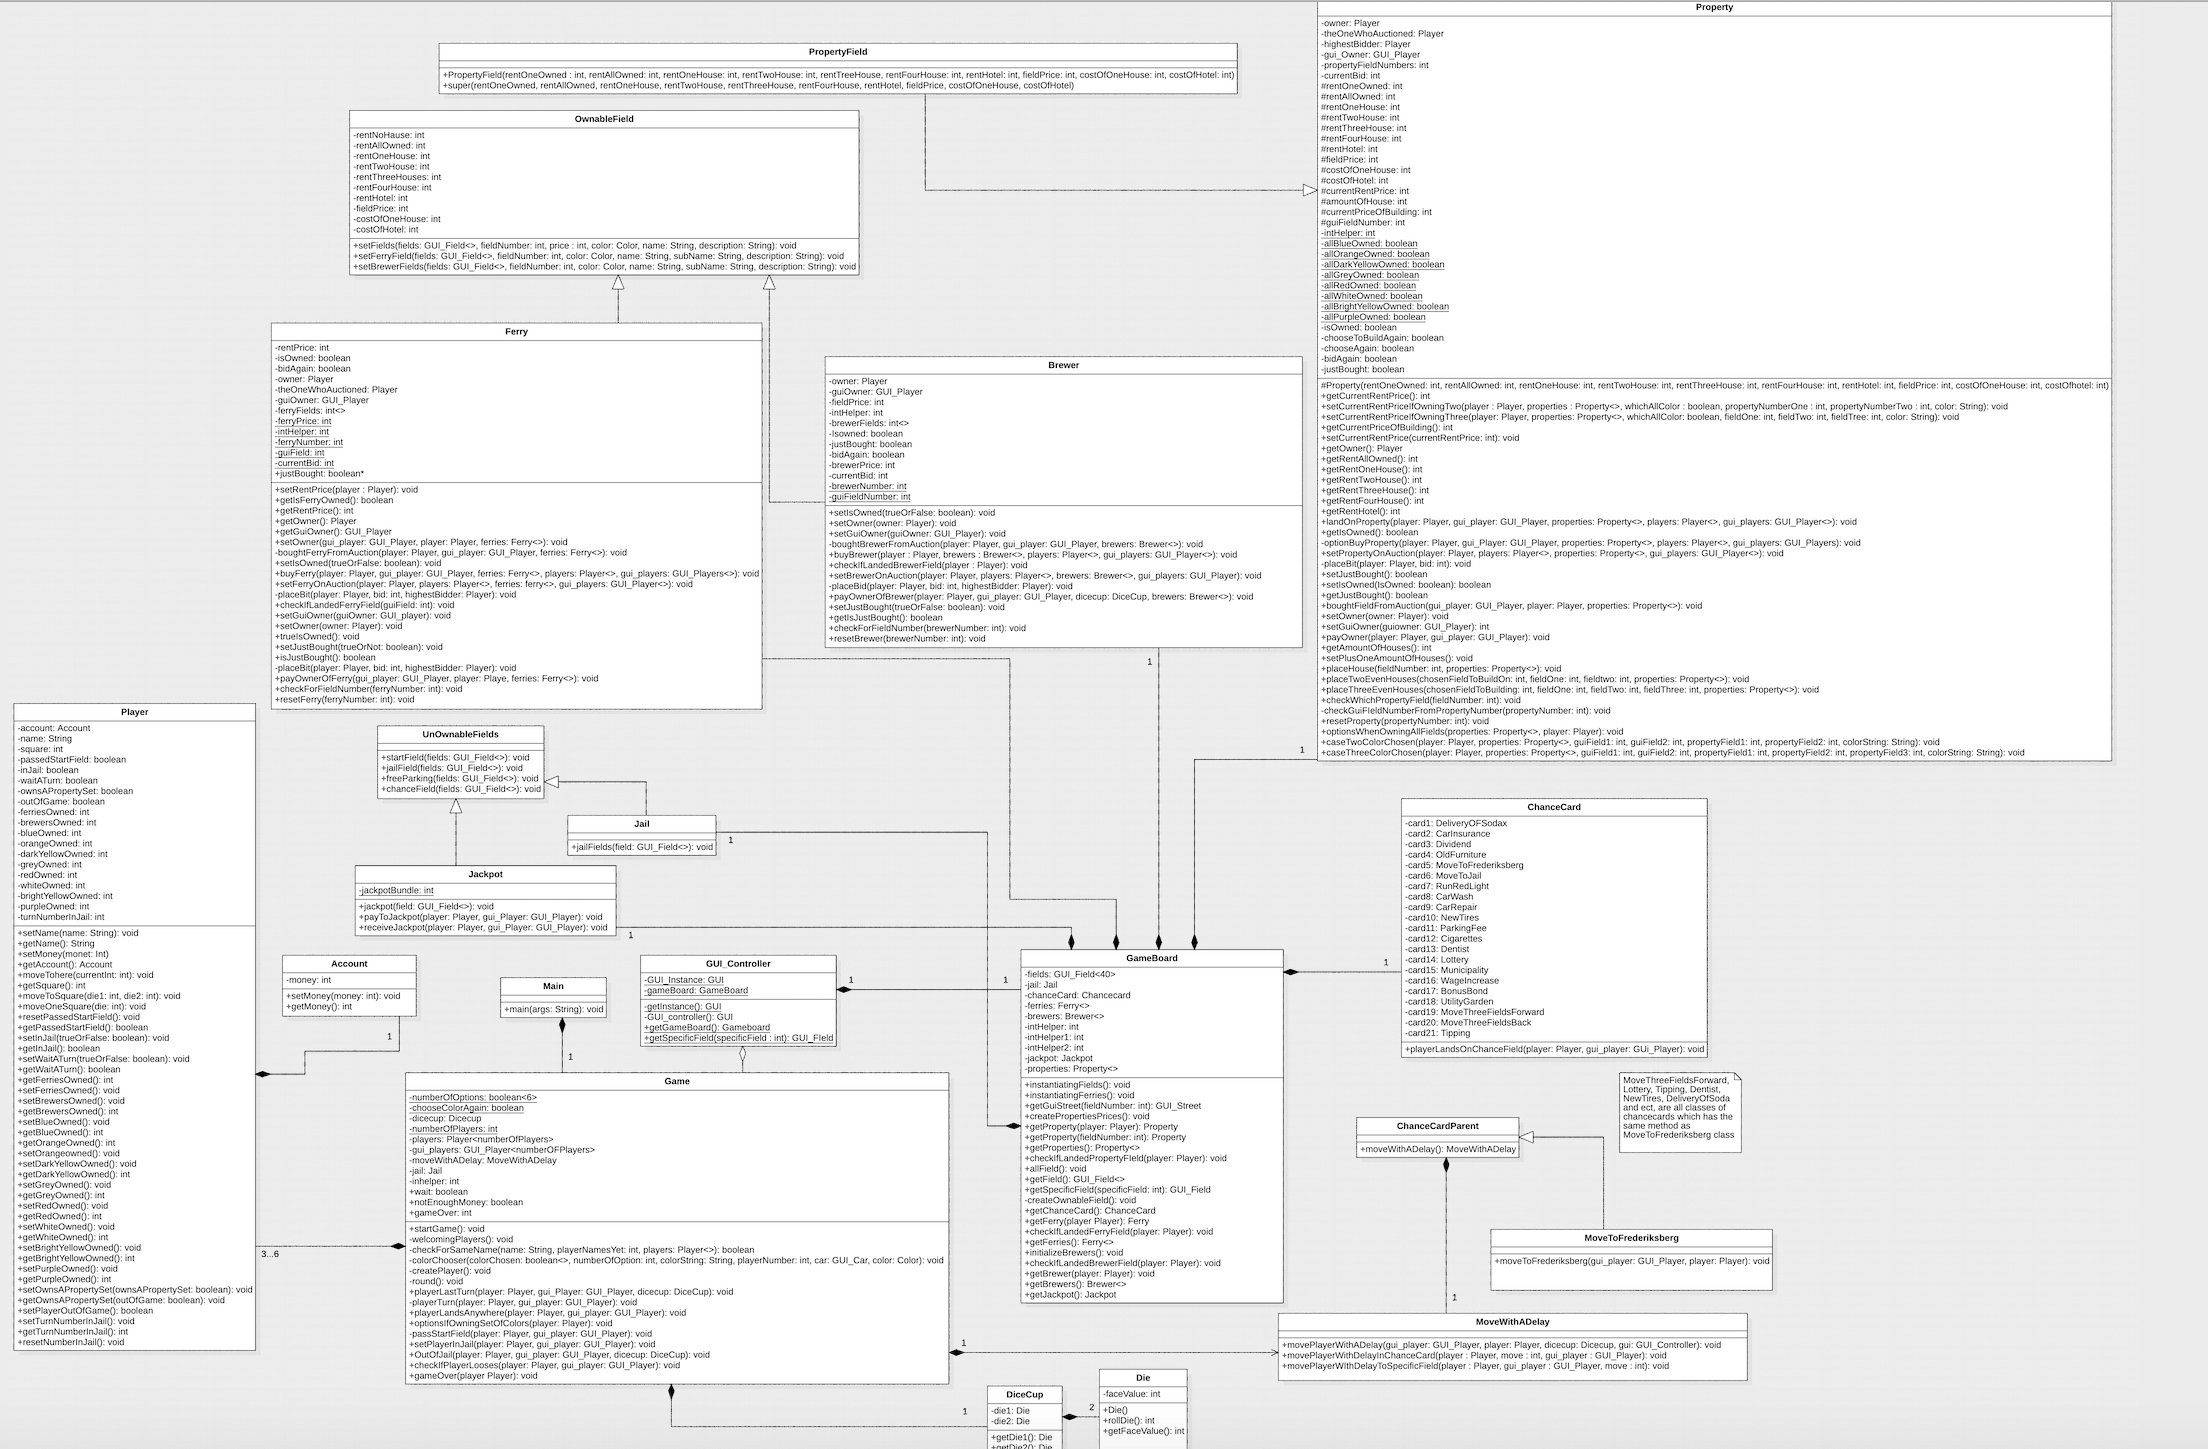 PropertyField
+PropertyField(rentOneOwned : int, rentAllOwned: int, rentOneHouse: int, rentTwoHouse: int, rentTreeHouse, rentFourHouse: int, rentHotel: int, fieldPrice: int, costOfOneHouse: int, costOfHotel: int)
+super(rentOneOwned, rentAllOwned, rentOneHouse, rentTwoHouse, rentThreeHouse, rentFourHouse, rentHotel, fieldPrice, costOfOneHouse, costOfHotel)
OwnableField
-rentNoHause: int
-rentAllOwned: int
-rentOneHouse: int
-rentTwoHouse: int
-rentThreeHouses: int
-rentFourHouse: int
-rentHotel: int
-fieldPrice: int
-costOfOneHouse: int
-costOfHotel: int
+setFields(fields: GUI_Field<>, fieldNumber: int, price : int, color: Color, name: String, description: String): void
+setFerryField(fields: GUI_Field<>, fieldNumber: int, color: Color, name: String, subName: String, description: String): void
+setBrewerFields(fields: GUI_Field<>, fieldNumber: int, color: Color, name: String, subName: String, description: String): void
Property
-owner: Player
-theOneWhoAuctioned: Player
-highestBidder: Player
-gui_Owner: GUI_Player
-propertyFieldNumbers: int
-currentBid: int
#rentOneOwned: int
#rentAllOwned: int
#rentOneHouse: int
#rentTwoHouse: int
#rentThreeHouse: int
#rentFourHouse: int
#rentHotel: int
#fieldPrice: int
#costOfOneHouse: int
#costOfHotel: int
#currentRentPrice: int
#amountOfHouse: int
#currentPriceOfBuilding: int
#guiFieldNumber: int
-intHelper: int
-allBlueOwned: boolean
-allOrangeOwned: boolean
-allDarkYellowOwned: boolean
-allGreyOwned: boolean
-allRedOwned: boolean
-allWhiteOwned: boolean
-allBrightYellowOwned: boolean
-allPurpleOwned: boolean
-isOwned: boolean
-chooseToBuildAgain: boolean
-chooseAgain: boolean
-bidAgain: boolean
-justBought: boolean
#Property(rentOneOwned: int, rentAllOwned: int, rentOneHouse: int, rentTwoHouse: int, rentThreeHouse: int, rentFourHouse: int, rentHotel: int, fieldPrice: int, costOfOneHouse: int, costOfhotel: int)
+getCurrentRentPrice(): int
+setCurrentRentPriceIfOwningTwo(player : Player, properties : Property<>, whichAllColor : boolean, propertyNumberOne : int, propertyNumberTwo : int, color: String): void
+setCurrentRentPriceIfOwningThree(player: Player, properties: Property<>, whichAllColor: boolean, fieldOne: int, fieldTwo: int, fieldTree: int, color: String): void
+getCurrentPriceOfBuilding(): int
+setCurrentRentPrice(currentRentPrice: int): void
+getOwner(): Player
+getRentAllOwned(): int
+getRentOneHouse(): int
+getRentTwoHouse(): int
+getRentThreeHouse(): int
+getRentFourHouse(): int
+getRentHotel(): int
+landOnProperty(player: Player, gui_player: GUI_Player, properties: Property<>, players: Player<>, gui_players: GUI_Player<>): void
+getIsOwned(): boolean
-optionBuyProperty(player: Player, gui_player: GUI_Player, properties: Property<>, players: Player<>, gui_players: GUI_Players): void
+setPropertyOnAuction(player: Player, players: Player<>, properties: Property<>, gui_players: GUI_Player<>): void
-placeBit(player: Player, bid: int): void
+setJustBought(): boolean
+setIsOwned(IsOwned: boolean): boolean
+getJustBought(): boolean
+boughtFieldFromAuction(gui_player: GUI_Player, player: Player, properties: Property<>): void
+setOwner(owner: Player): void
+setGuiOwner(guiowner: GUI_Player): int
+payOwner(player: Player, gui_player: GUI_Player): void
+getAmountOfHouses(): int
+setPlusOneAmountOfHouses(): void
+placeHouse(fieldNumber: int, properties: Property<>): void
+placeTwoEvenHouses(chosenFieldToBuildOn: int, fieldOne: int, fieldtwo: int, properties: Property<>): void
+placeThreeEvenHouses(chosenFieldToBuilding: int, fieldOne: int, fieldTwo: int, fieldThree: int, properties: Property<>): void
+checkWhichPropertyField(fieldNumber: int): void
-checkGuiFIeldNumberFromPropertyNumber(propertyNumber: int): void
+resetProperty(propertyNumber: int): void
+optionsWhenOwningAllFields(properties: Property<>, player: Player): void
+caseTwoColorChosen(player: Player, properties: Property<>, guiField1: int, guiField2: int, propertyField1: int, propertyField2: int, colorString: String): void
+caseThreeColorChosen(player: Player, properties: Property<>, guiField1: int, guiField2: int, propertyField1: int, propertyField2: int, propertyField3: int, colorString: String): void
Ferry
-rentPrice: int
-isOwned: boolean
-bidAgain: boolean
-owner: Player
-theOneWhoAuctioned: Player
-guiOwner: GUI_Player
-ferryFields: int<>
-ferryPrice: int
-intHelper: int
-ferryNumber: int
-guiField: int
-currentBid: int
+justBought: boolean*
+setRentPrice(player : Player): void
+getIsFerryOwned(): boolean
+getRentPrice(): int
+getOwner(): Player
+getGuiOwner(): GUI_Player
+setOwner(gui_player: GUI_Player, player: Player, ferries: Ferry<>): void
-boughtFerryFromAuction(player: Player, gui_player: GUI_Player, ferries: Ferry<>): void
+setIsOwned(trueOrFalse: boolean): void
+buyFerry(player: Player, gui_player: GUI_Player, ferries: Ferry<>, players: Player<>, gui_players: GUI_Players<>): void
+setFerryOnAuction(player: Player, players: Player<>, ferries: ferry<>, gui_players: GUI_Player<>): void
-placeBit(player: Player, bid: int, highestBidder: Player): void
+checkIfLandedFerryField(guiField: int): void
+setGuiOwner(guiOwner: GUI_player): void
+setOwner(owner: Player): void
+trueIsOwned(): void
+setJustBought(trueOrNot: boolean): void
+isJustBought(): boolean
-placeBit(player: Player, bid: int, highestBidder: Player): void
+payOwnerOfFerry(gui_player: GUI_Player, player: Playe, ferries: Ferry<>): void
+checkForFieldNumber(ferryNumber: int): void
+resetFerry(ferryNumber: int): void
Brewer
-owner: Player
-guiOwner: GUI_Player
-fieldPrice: int
-intHelper: int
-brewerFields: int<>
-Isowned: boolean
-justBought: boolean
-bidAgain: boolean
-brewerPrice: int
-currentBid: int
-brewerNumber: int
-guiFieldNumber: int
+setIsOwned(trueOrFalse: boolean): void
+setOwner(owner: Player): void
+setGuiOwner(guiOwner: GUI_Player): void
-boughtBrewerFromAuction(player: Player, gui_player: GUI_Player, brewers: Brewer<>): void
+buyBrewer(player : Player, brewers : Brewer<>, players: Player<>, gui_players: GUI_Player<>): void
+checkIfLandedBrewerField(player : Player): void
+setBrewerOnAuction(player: Player, players: Player<>, brewers: Brewer<>, gui_players: GUI_Player): void
-placeBid(player: Player, bid: int, highestBidder: Player): void
+payOwnerOfBrewer(player: Player, gui_player: GUI_Player, dicecup: DiceCup, brewers: Brewer<>): void
+setJustBought(trueOrFalse: boolean): void
+getIsJustBought(): boolean
+checkForFieldNumber(brewerNumber: int): void
+resetBrewer(brewerNumber: int): void
1
1
Player
-account: Account
-name: String
-square: int
-passedStartField: boolean
-inJail: boolean
-waitATurn: boolean
-ownsAPropertySet: boolean
-outOfGame: boolean
-ferriesOwned: int
-brewersOwned: int
-blueOwned: int
-orangeOwned: int
-darkYellowOwned: int
-greyOwned: int
-redOwned: int
-whiteOwned: int
-brightYellowOwned: int
-purpleOwned: int
-turnNumberInJail: int
+setName(name: String): void
+getName(): String
+setMoney(monet: Int)
+getAccount(): Account
+moveTohere(currentInt: int): void
+getSquare(): int
+moveToSquare(die1: int, die2: int): void
+moveOneSquare(die: int): void
+resetPassedStartField(): void
+getPassedStartField(): boolean
+setInJail(trueOrFalse: boolean): void
+getInJail(): boolean
+setWaitATurn(trueOrFalse: boolean): void
+getWaitATurn(): boolean
+getFerriesOwned(): int
+setFerriesOwned(): void
+setBrewersOwned(): void
+getBrewersOwned(): int
+setBlueOwned(): void
+getBlueOwned(): int
+getOrangeOwned(): int
+setOrangeowned(): void
+setDarkYellowOwned(): void
+getDarkYellowOwned(): int
+setGreyOwned(): void
+getGreyOwned(): int
+setRedOwned(): void
+getRedOwned(): int
+setWhiteOwned(): void
+getWhiteOwned(): int
+setBrightYellowOwned(): void
+getBrightYellowOwned(): int
+setPurpleOwned(): void
+getPurpleOwned(): int
+setOwnsAPropertySet(ownsAPropertySet: boolean): void
+getOwnsAPropertySet(outOfGame: boolean): void
+setPlayerOutOfGame(): boolean
+setTurnNumberInJail(): void
+getTurnNumberInJail(): int
+resetNumberInJail(): void
UnOwnableFields
+startField(fields: GUI_Field<>): void
+jailField(fields: GUI_Field<>): void
+freeParking(fields: GUI_Field<>): void
+chanceField(fields: GUI_Field<>): void
Jail
+jailFields(field: GUI_Field<>): void
1
Jackpot
-jackpotBundle: int
+jackpot(field: GUI_Field<>): void
+payToJackpot(player: Player, gui_Player: GUI_Player): void
+receiveJackpot(player: Player, gui_Player: GUI_Player): void
1
Account
-money: int
+setMoney(money: int): void
+getMoney(): int
1
Main
+main(args: String): void
1
GUI_Controller
-GUI_Instance: GUI
-gameBoard: GameBoard
-getInstance(): GUI
-GUI_controller(): GUI
+getGameBoard(): Gameboard
+getSpecificField(specificField : int): GUI_FIeld
1
1
GameBoard
-fields: GUI_Field<40>
-jail: Jail
-chanceCard: Chancecard
-ferries: Ferry<>
-brewers: Brewer<>
-intHelper: int
-intHelper1: int
-intHelper2: int
-jackpot: Jackpot
-properties: Property<>
+instantiatingFields(): void
+instantiatingFerries(): void
+getGuiStreet(fieldNumber: int): GUI_Street
+createPropertiesPrices(): void
+getProperty(player: Player): Property
+getProperty(fieldNumber: int): Property
+getProperties(): Property<>
+checkIfLandedPropertyFIeld(player: Player): void
+allField(): void
+getField(): GUI_Field<>
+getSpecificField(specificField: int): GUI_Field
-createOwnableField(): void
+getChanceCard(): ChanceCard
+getFerry(player Player): Ferry
+checkIfLandedFerryField(player: Player): void
+getFerries(): Ferry<>
+initializeBrewers(): void
+checkIfLandedBrewerField(player: Player): void
+getBrewer(player: Player): void
+getBrewers(): Brewer<>
+getJackpot(): Jackpot
1
ChanceCard
-card1: DeliveryOFSodax
-card2: CarInsurance
-card3: Dividend
-card4: OldFurniture
-card5: MoveToFrederiksberg
-card6: MoveToJail
-card7: RunRedLight
-card8: CarWash
-card9: CarRepair
-card10: NewTires
-card11: ParkingFee
-card12: Cigarettes
-card13: Dentist
-card14: Lottery
-card15: Municipality
-card16: WageIncrease
-card17: BonusBond
-card18: UtilityGarden
-card19: MoveThreeFieldsForward
-card20: MoveThreeFieldsBack
-card21: Tipping
+playerLandsOnChanceField(player: Player, gui_player: GUi_Player): void
MoveThreeFieldsForward,
Lottery, Tipping, Dentist,
NewTires, DeliveryOfSoda
and ect, are all classes of
chancecards which has the
same method as
MoveToFrederiksberg class
ChanceCardParent
+moveWithADelay(): MoveWithADelay
MoveToFrederiksberg
+moveToFrederiksberg(gui_player: GUI_Player, player: Player): void
1
MoveWithADelay
+movePlayerWithADelay(gui_player: GUI_Player, player: Player, dicecup: Dicecup, gui: GUI_Controller): void
+movePlayerWithDelayInChanceCard(player : Player, move : int, gui_player : GUI_Player): void
+movePlayerWIthDelayToSpecificField(player : Player, gui_player : GUI_Player, move : int): void
Game
-numberOfOptions: boolean<6>
-chooseColorAgain: boolean
-dicecup: Dicecup
-numberOfPlayers: int
-players: Player<numberOfPlayers>
-gui_players: GUI_Player<numberOFPlayers>
-moveWithADelay: MoveWithADelay
-jail: Jail
-inhelper: int
+wait: boolean
+notEnoughMoney: boolean
+gameOver: int
+startGame(): void
-welcomingPlayers(): void
-checkForSameName(name: String, playerNamesYet: int, players: Player<>): boolean
-colorChooser(colorChosen: boolean<>, numberOfOption: int, colorString: String, playerNumber: int, car: GUI_Car, color: Color): void
-createPlayer(): void
-round(): void
+playerLastTurn(player: Player, gui_Player: GUI_Player, dicecup: DiceCup): void
-playerTurn(player: Player, gui_player: GUI_Player): void
+playerLandsAnywhere(player: Player, gui_player: GUI_Player): void
+optionsIfOwningSetOfColors(player: Player): void
-passStartField(player: Player, gui_player: GUI_Player): void
+setPlayerInJail(player: Player, gui_player: GUI_Player): void
+OutOfJail(player: Player, gui_player: GUI_Player, dicecup: DiceCup): void
+checkIfPlayerLooses(player: Player, gui_player: GUI_Player): void
+gameOver(player Player): void
3...6
1
1
DiceCup
-die1: Die
-die2: Die
+getDie1(): Die
+getDie2(): Die
2
Die
-faceValue: int
+Die()
+rollDie(): int
+getFaceValue(): int